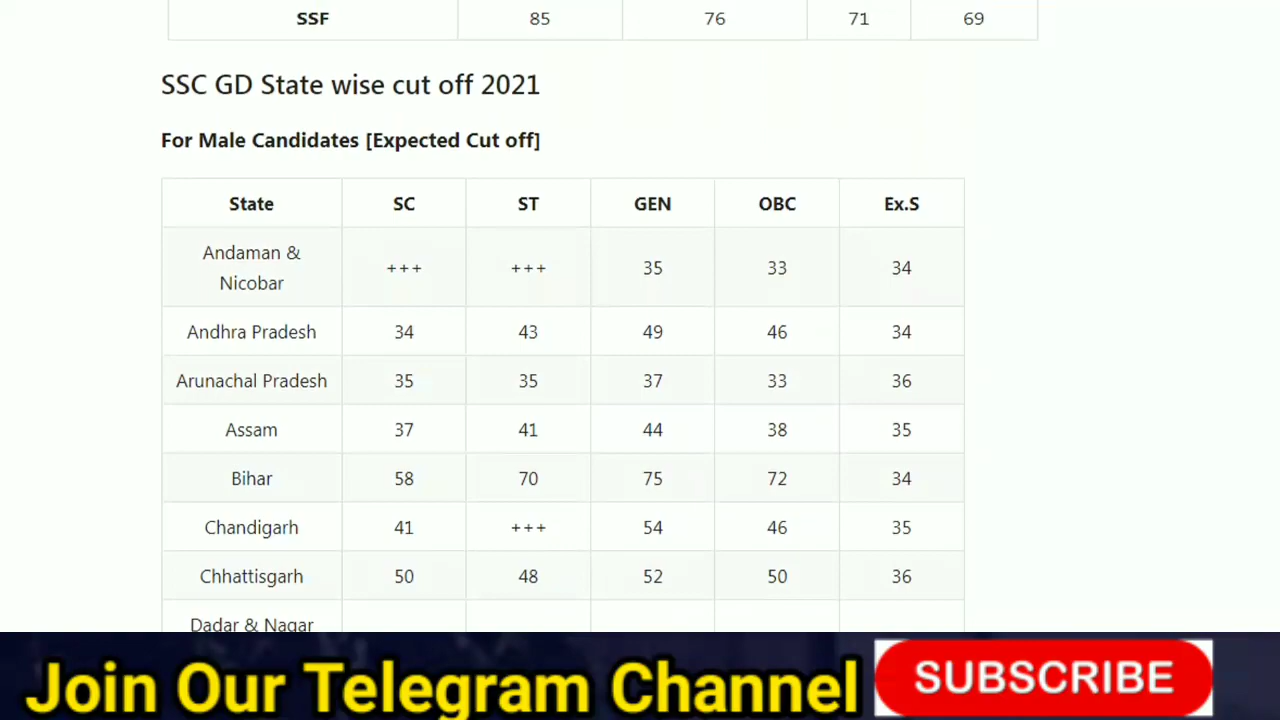 SSF 85 76 71 69
SSC GD State wise cut off 2021
For Male Candidates [Expected Cut off]
State SC ST GEN OBC Ex.S
Andaman &
Nicobar +++ +++ 35 33 34
Andhra Pradesh 34 43 49 46 34
Arunachal Pradesh 35 35 37 33 36
Assam 37 41 44 38 35
Bihar 58 70 75 72 34
Chandigarh 41 +++ 54 46 35
Chhattisgarh 50 48 52 50 36
Dadar & Nagar
Join Our Telegram Channel SUBSCRIBE